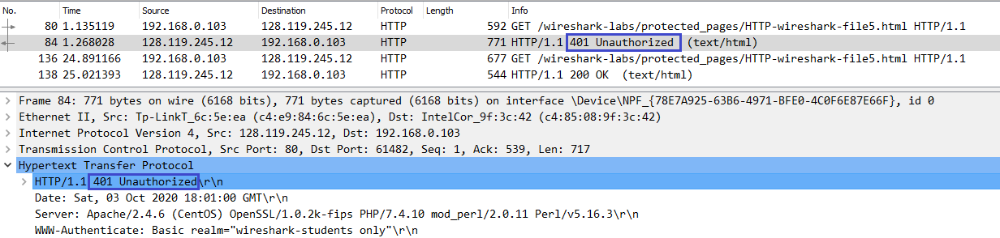 No. Time Source Destination Protocol Length Info
80 1.135119 192.168.0.103 128.119.245.12 HTTP 592 GET /wireshark-labs/protected_pages/HTTP-wireshark-file5.html HTTP/1.1
84 1.268028 128.119.245.12 192.168.0.103 HTTP 771 HTTP/1.1 401 Unauthorized (text/html)
136 24.891166 192.168.0.103 128.119.245.12 HTTP 677 GET /wireshark-labs/protected_pages/HTTP-wireshark-file5.html HTTP/1.1
138 25.021393 128.119.245.12 192.168.0.103 HTTP 544 HTTP/1.1 200 OK (text/html)
Frame 84: 771 bytes on wire (6168 bits), 771 bytes captured (6168 bits) on interface \Device\NPF_{78E7A925-63B6-4971-BFE0-4C0F6E87E66F}, id 0
Ethernet II, Src: Tp-LinkT_6c:5e:ea (c4:e9:84:6c:5e:ea), Dst: IntelCor_9f:3c:42 (c4:85:08:9f:3c:42)
Internet Protocol Version 4, Src: 128.119.245.12, Dst: 192.168.0.103
Transmission Control Protocol, Src Port: 80, Dst Port: 61482, Seq: 1, Ack: 539, Len: 717
Hypertext Transfer Protocol
HTTP/1.1 401 Unauthorized\r\n
Date: Sat, 03 Oct 2020 18:01:00 GMT\r\n
Server: Apache/2.4.6 (CentOS) OpenSSL/1.0.2k-fips PHP/7.4.10 mod_perl/2.0.11 Perl/v5.16.3\r\n
WWW-Authenticate: Basic realm="wireshark-students only"\r\n